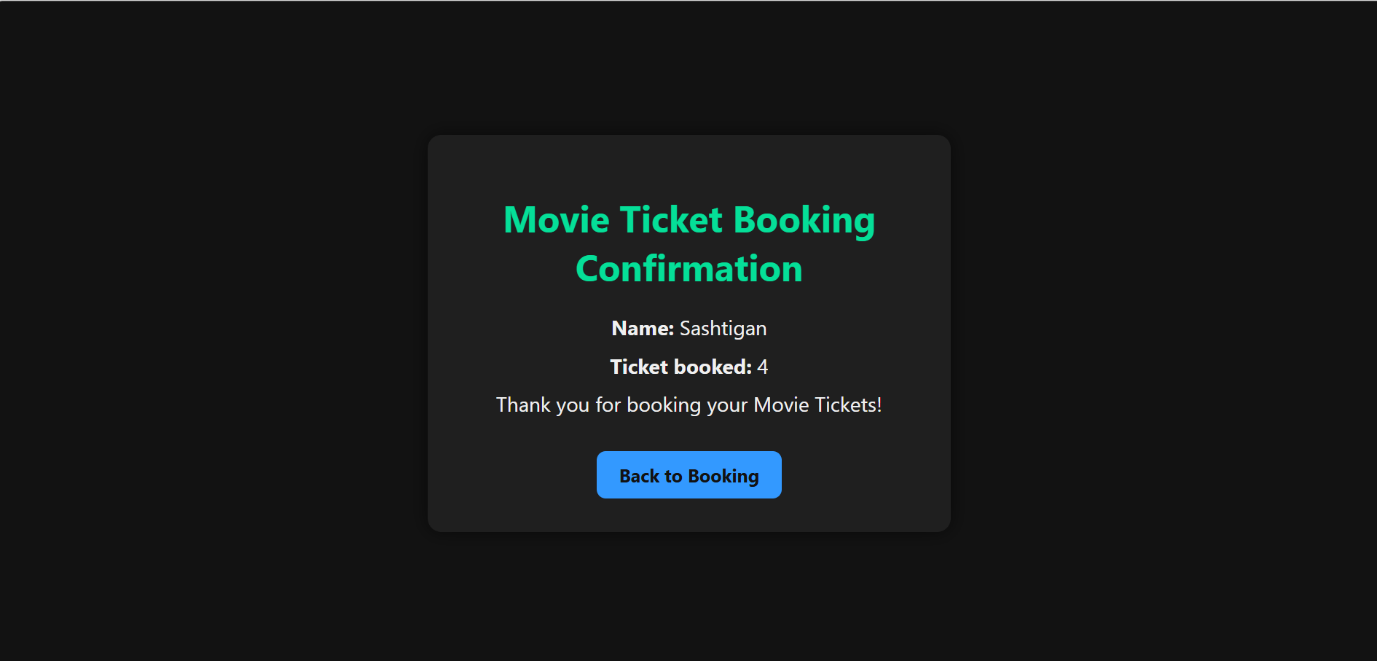 Movie Ticket Booking
Confirmation
Name: Sashtigan
Ticket booked: 4
Thank you for booking your Movie Tickets!
Back to Booking